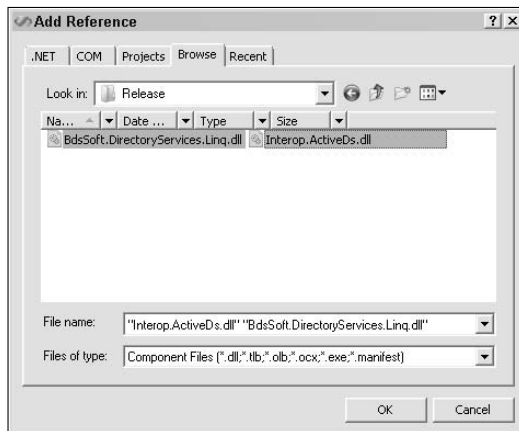 Add Reference
.NET COM Projects Browse Recent
Look in: Release
Na... Date ... Type Size
BdsSoft.DirectoryServices.Linq.dll Interop.ActiveDs.dll
File name: "Interop.ActiveDs.dll" "BdsSoft.DirectoryServices.Linq.dll"
Files of type: Component Files (*.dll;*.tlb;*.olb;*.ocx;*.exe;*.manifest)
OK Cancel